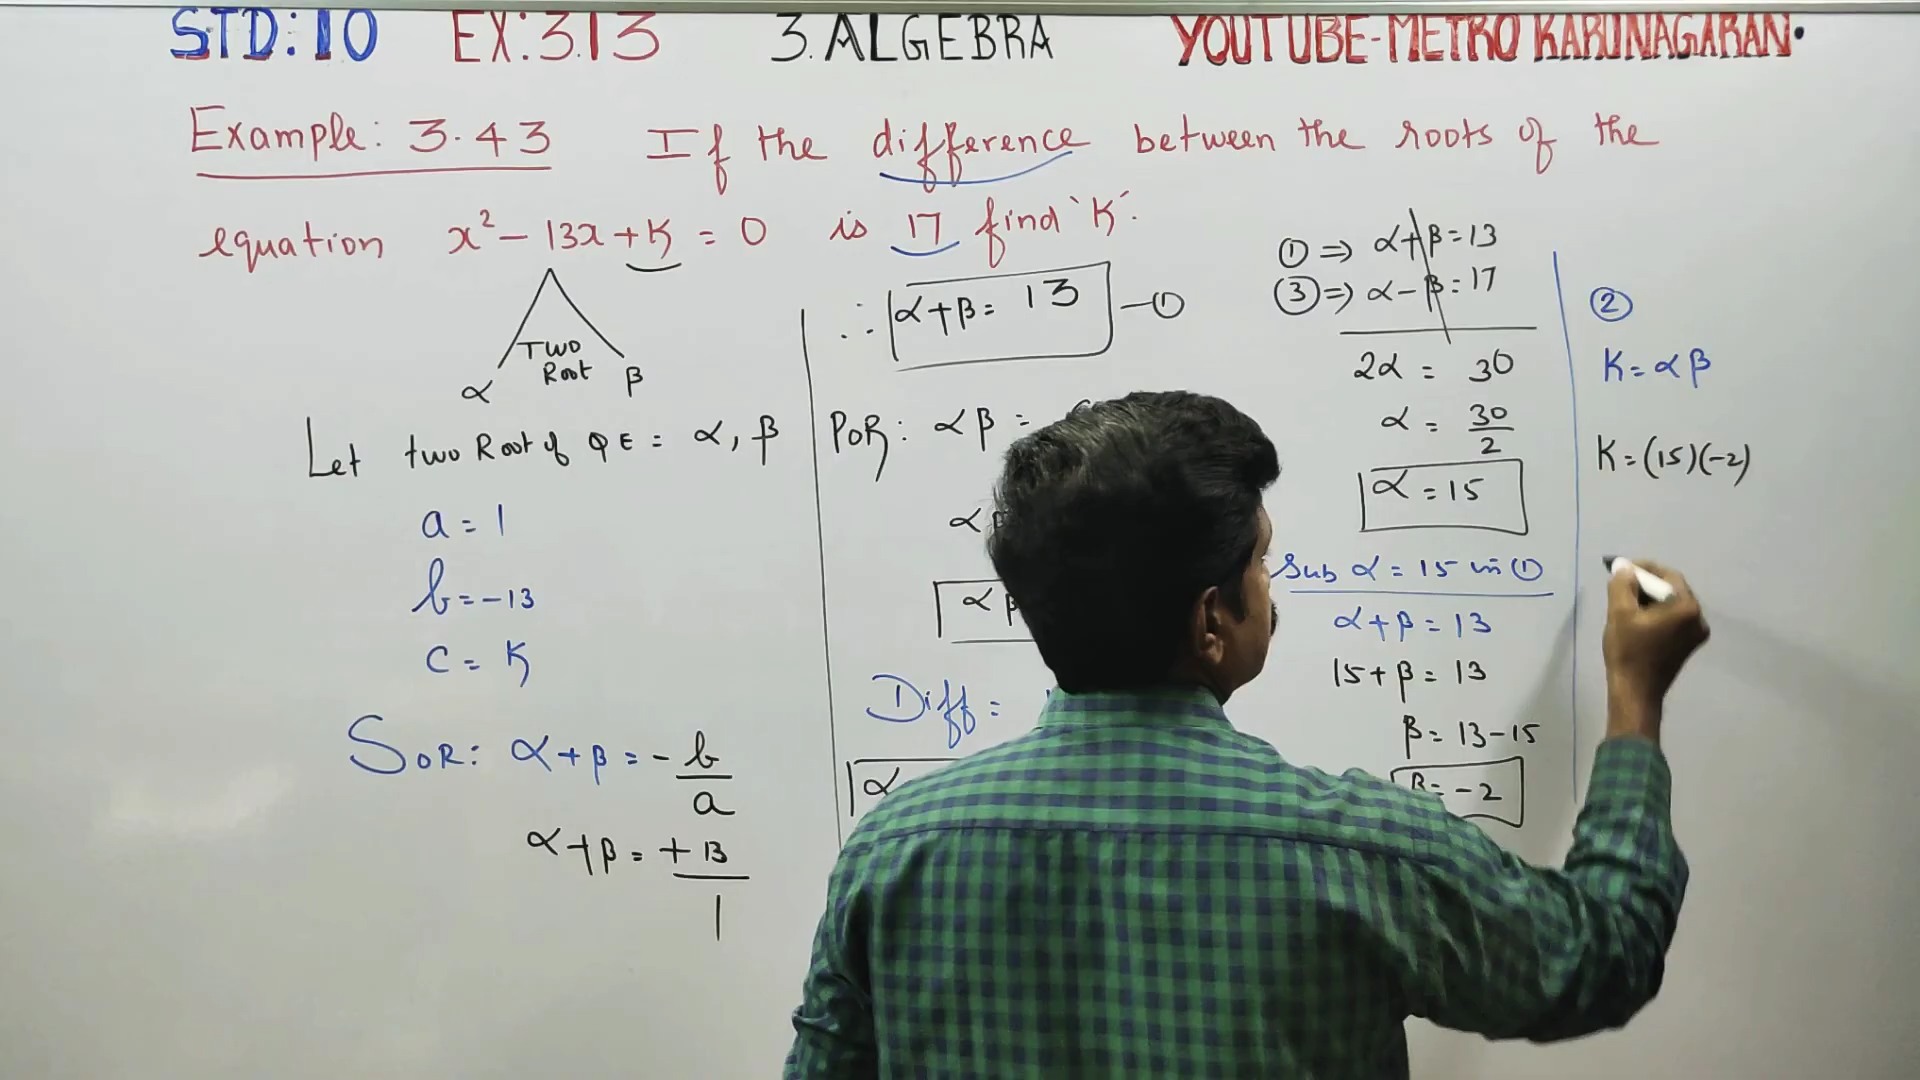 STD: 10 EX: 3.13 3. ALGEBRA YOUTUBE-METRO KARUNAGARAN.
Example: 3.43 If the difference between the roots of the
equation x² - 13x + K = 0 is 17 find 'K'.
Two
Root
α β
Let two Root of QE = α, β
a = 1
b = -13
c = K
SOR: α + β = -b/a
α + β = +13/1
∴ α + β = 13 —①
POR: α β =
α
α β
Diff =
α
① ⇒ α + β = 13
③ ⇒ α - β = 17
2α = 30
α = 30/2
α = 15
Sub α = 15 in ①
α + β = 13
15 + β = 13
β = 13 - 15
β = -2
②
K = α β
K = (15)(-2)